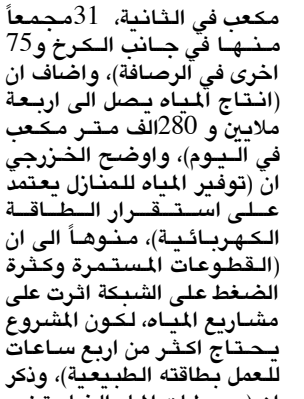 مكعب في الثانية، 31مجمعاً
منها في جانب الكرخ و75
اخرى في الرصافة)، واضاف ان
(انتاج المياه يصل الى اربعة
ملايين و 280الف متر مكعب
في اليوم)، واوضح الخزرجي
ان (توفير المياه للمنازل يعتمد
على استقرار الطاقة
الكهربائية)، منوهاً الى ان
(القطوعات المستمرة وكثرة
الضغط على الشبكة اثرت على
مشاريع المياه، لكون المشروع
يحتاج اكثر من اربع ساعات
للعمل بطاقته الطبيعية)، وذكر